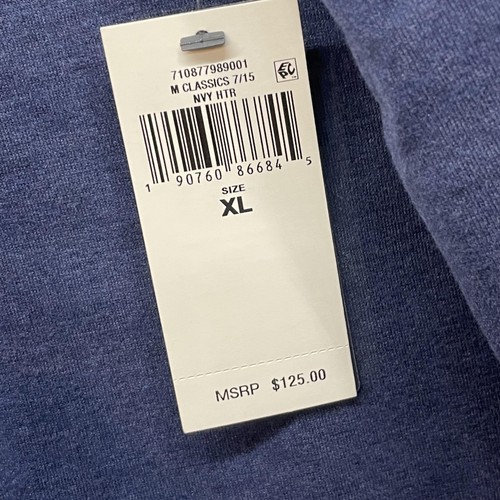 710877989001
M CLASSICS 7/15
NVY HTR
1 90760 86684 5
SIZE
XL
MSRP $125.00